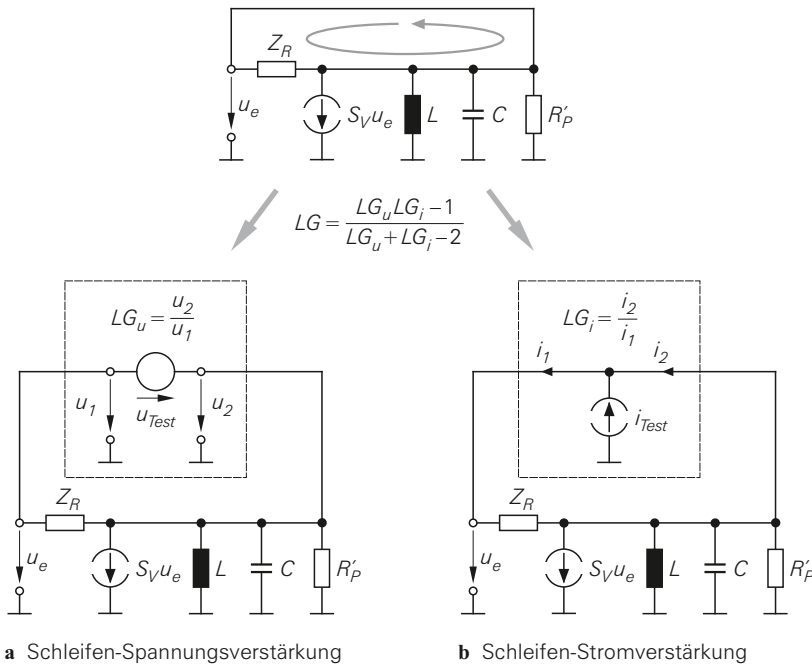 Z_R
u_e
S_V u_e
L
C
R'_P
LG = (LG_u LG_i − 1) / (LG_u + LG_i − 2)
LG_u = u_2 / u_1
u_1
u_Test
u_2
Z_R
u_e
S_V u_e
L
C
R'_P
LG_i = i_2 / i_1
i_1
i_2
i_Test
Z_R
u_e
S_V u_e
L
C
R'_P
a Schleifen-Spannungsverstärkung
b Schleifen-Stromverstärkung